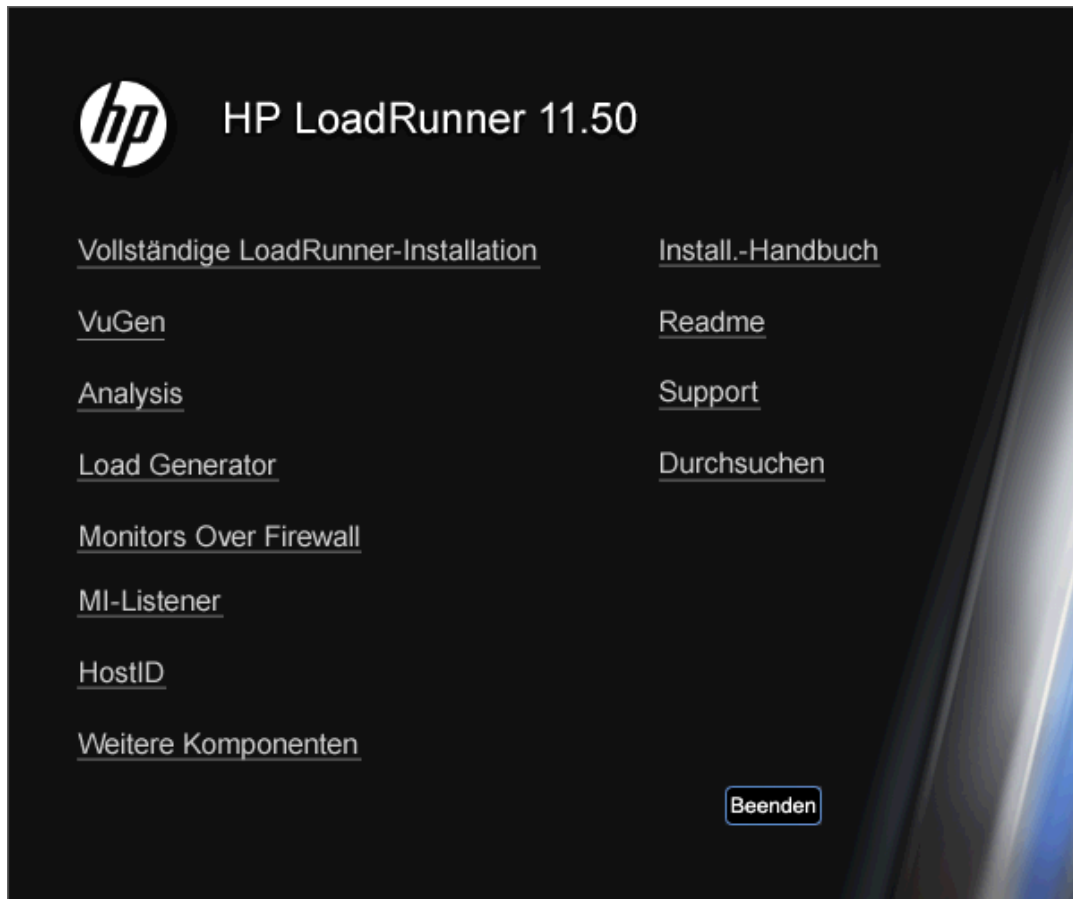 hp
HP LoadRunner 11.50
Vollständige LoadRunner-Installation
VuGen
Analysis
Load Generator
Monitors Over Firewall
MI-Listener
HostID
Weitere Komponenten
Install.-Handbuch
Readme
Support
Durchsuchen
Beenden